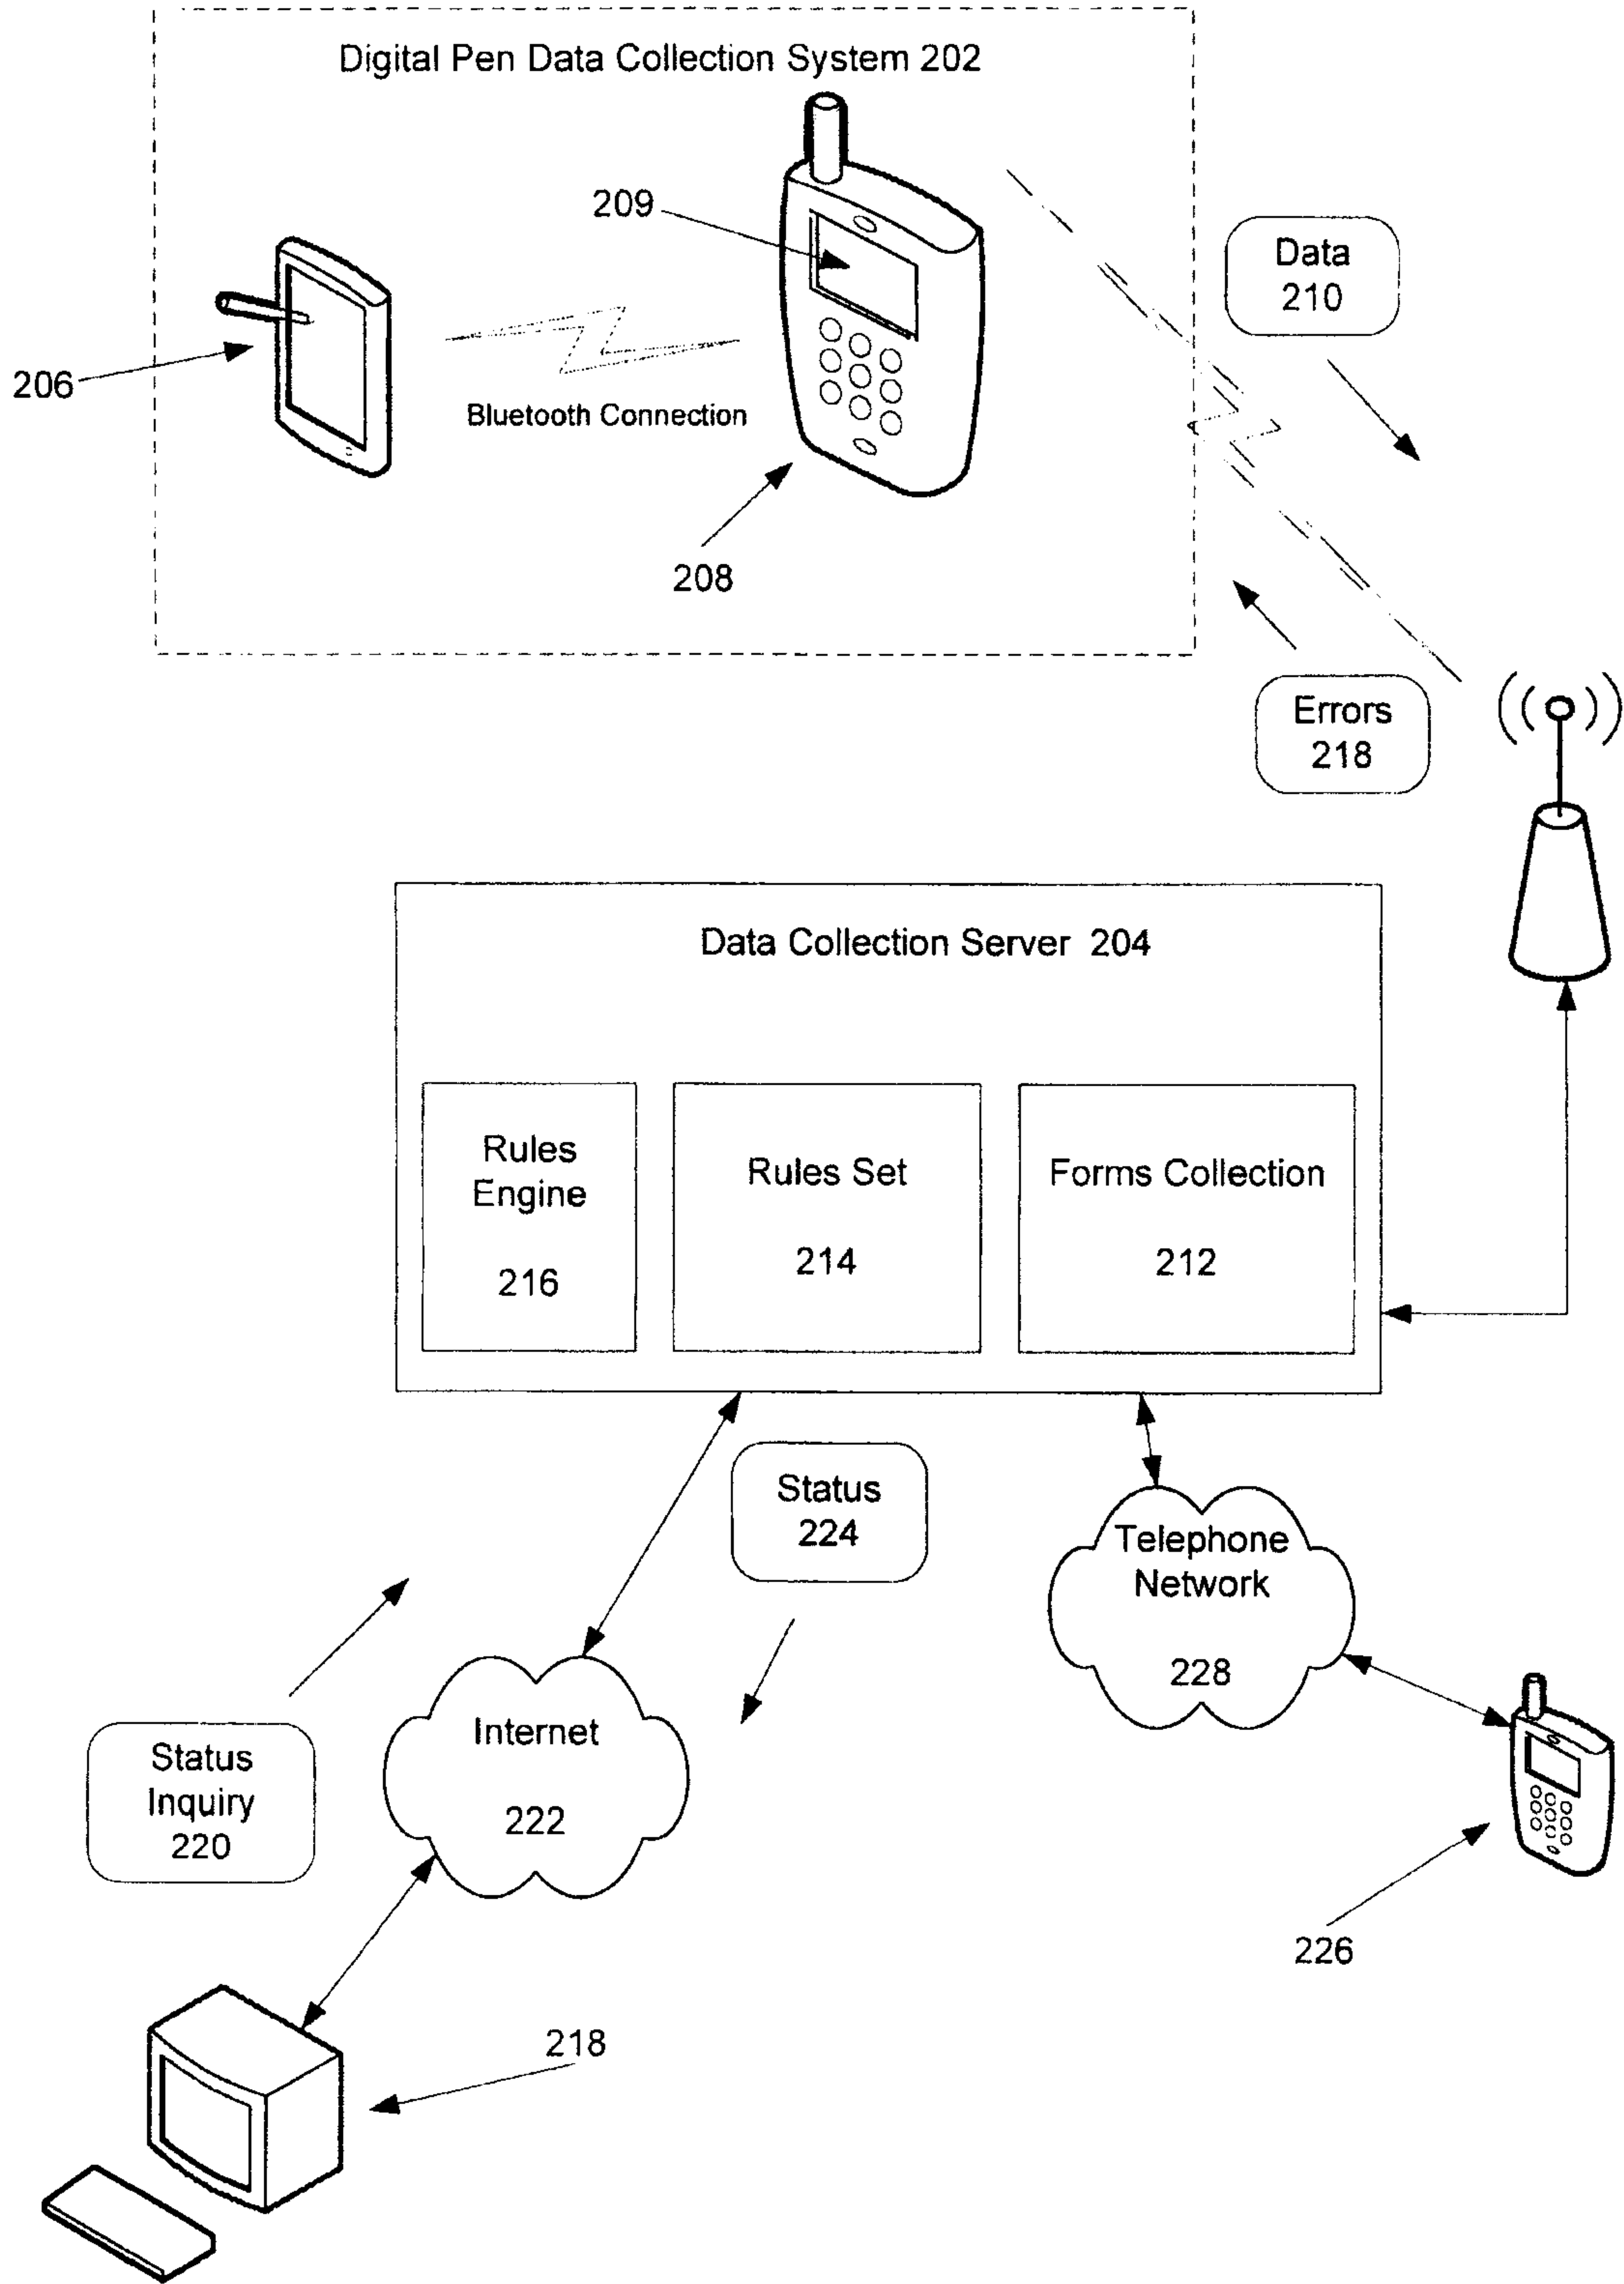 Digital Pen Data Collection System 202
209
Data
210
206
Bluetooth Connection
208
Errors
218
Data Collection Server 204
Rules
Engine
216
Rules Set
214
Forms Collection
212
Status
224
Telephone
Network
228
Internet
222
Status
Inquiry
220
226
218